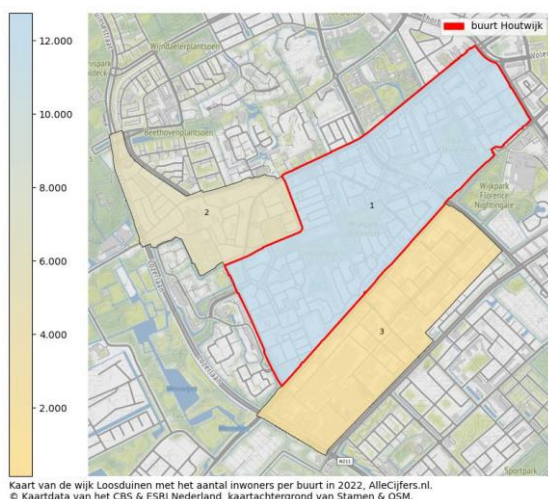 buurt Houtwijk
12.000
10.000
8.000
6.000
4.000
2.000
Wijndaelerplantsoen
Beethovenplantsoen
Wijkpark
Florence
Nightingale
1
2
3
N211
Sportpark
Kaart van de wijk Loosduinen met het aantal inwoners per buurt in 2022, AlleCijfers.nl.
© Kaartdata van het CBS & ESRI Nederland, kaartachtergrond van Stamen & OSM.